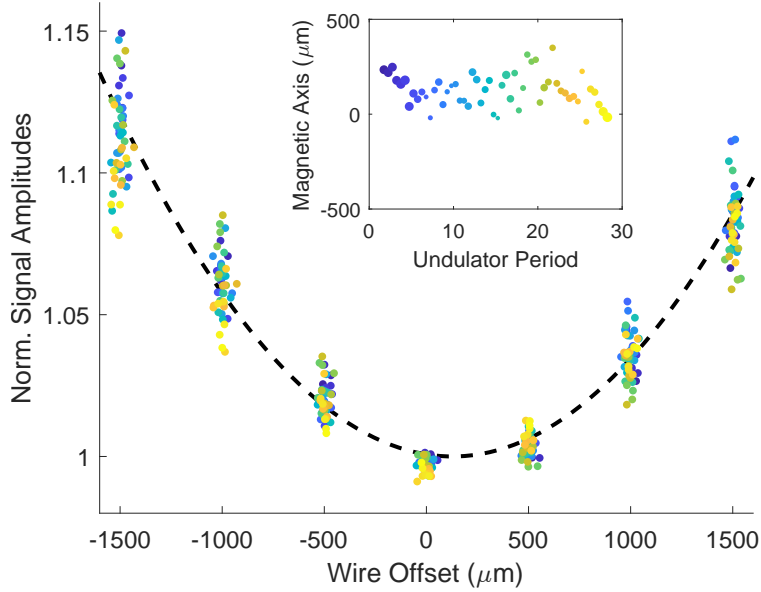 1.15
1.1
1.05
1
Norm. Signal Amplitudes
-1500 -1000 -500 0 500 1000 1500
Wire Offset (μm)
500
0
-500
Magnetic Axis (μm)
0 10 20 30
Undulator Period